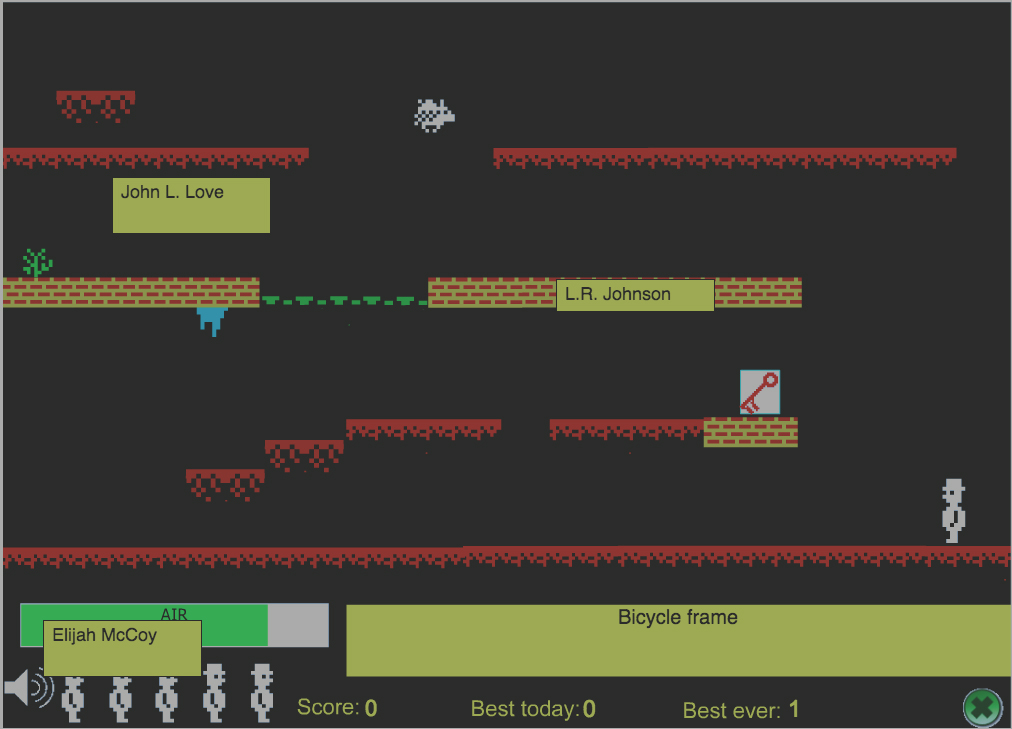 John L. Love
L.R. Johnson
AIR
Elijah McCoy
Bicycle frame
Score: 0
Best today: 0
Best ever: 1